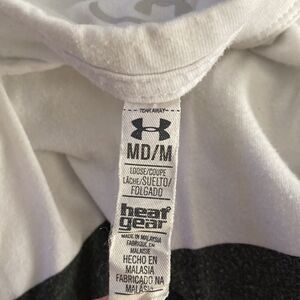 TEAR AWAY
MD/M
LOOSE/COUPE
LÂCHE/SUELTO/
FOLGADO
heat
gear
MADE IN MALAYSIA
FABRIQUÉ EN
MALAISIE
HECHO EN
MALASIA
FABRICADO NA
MALÁSIA